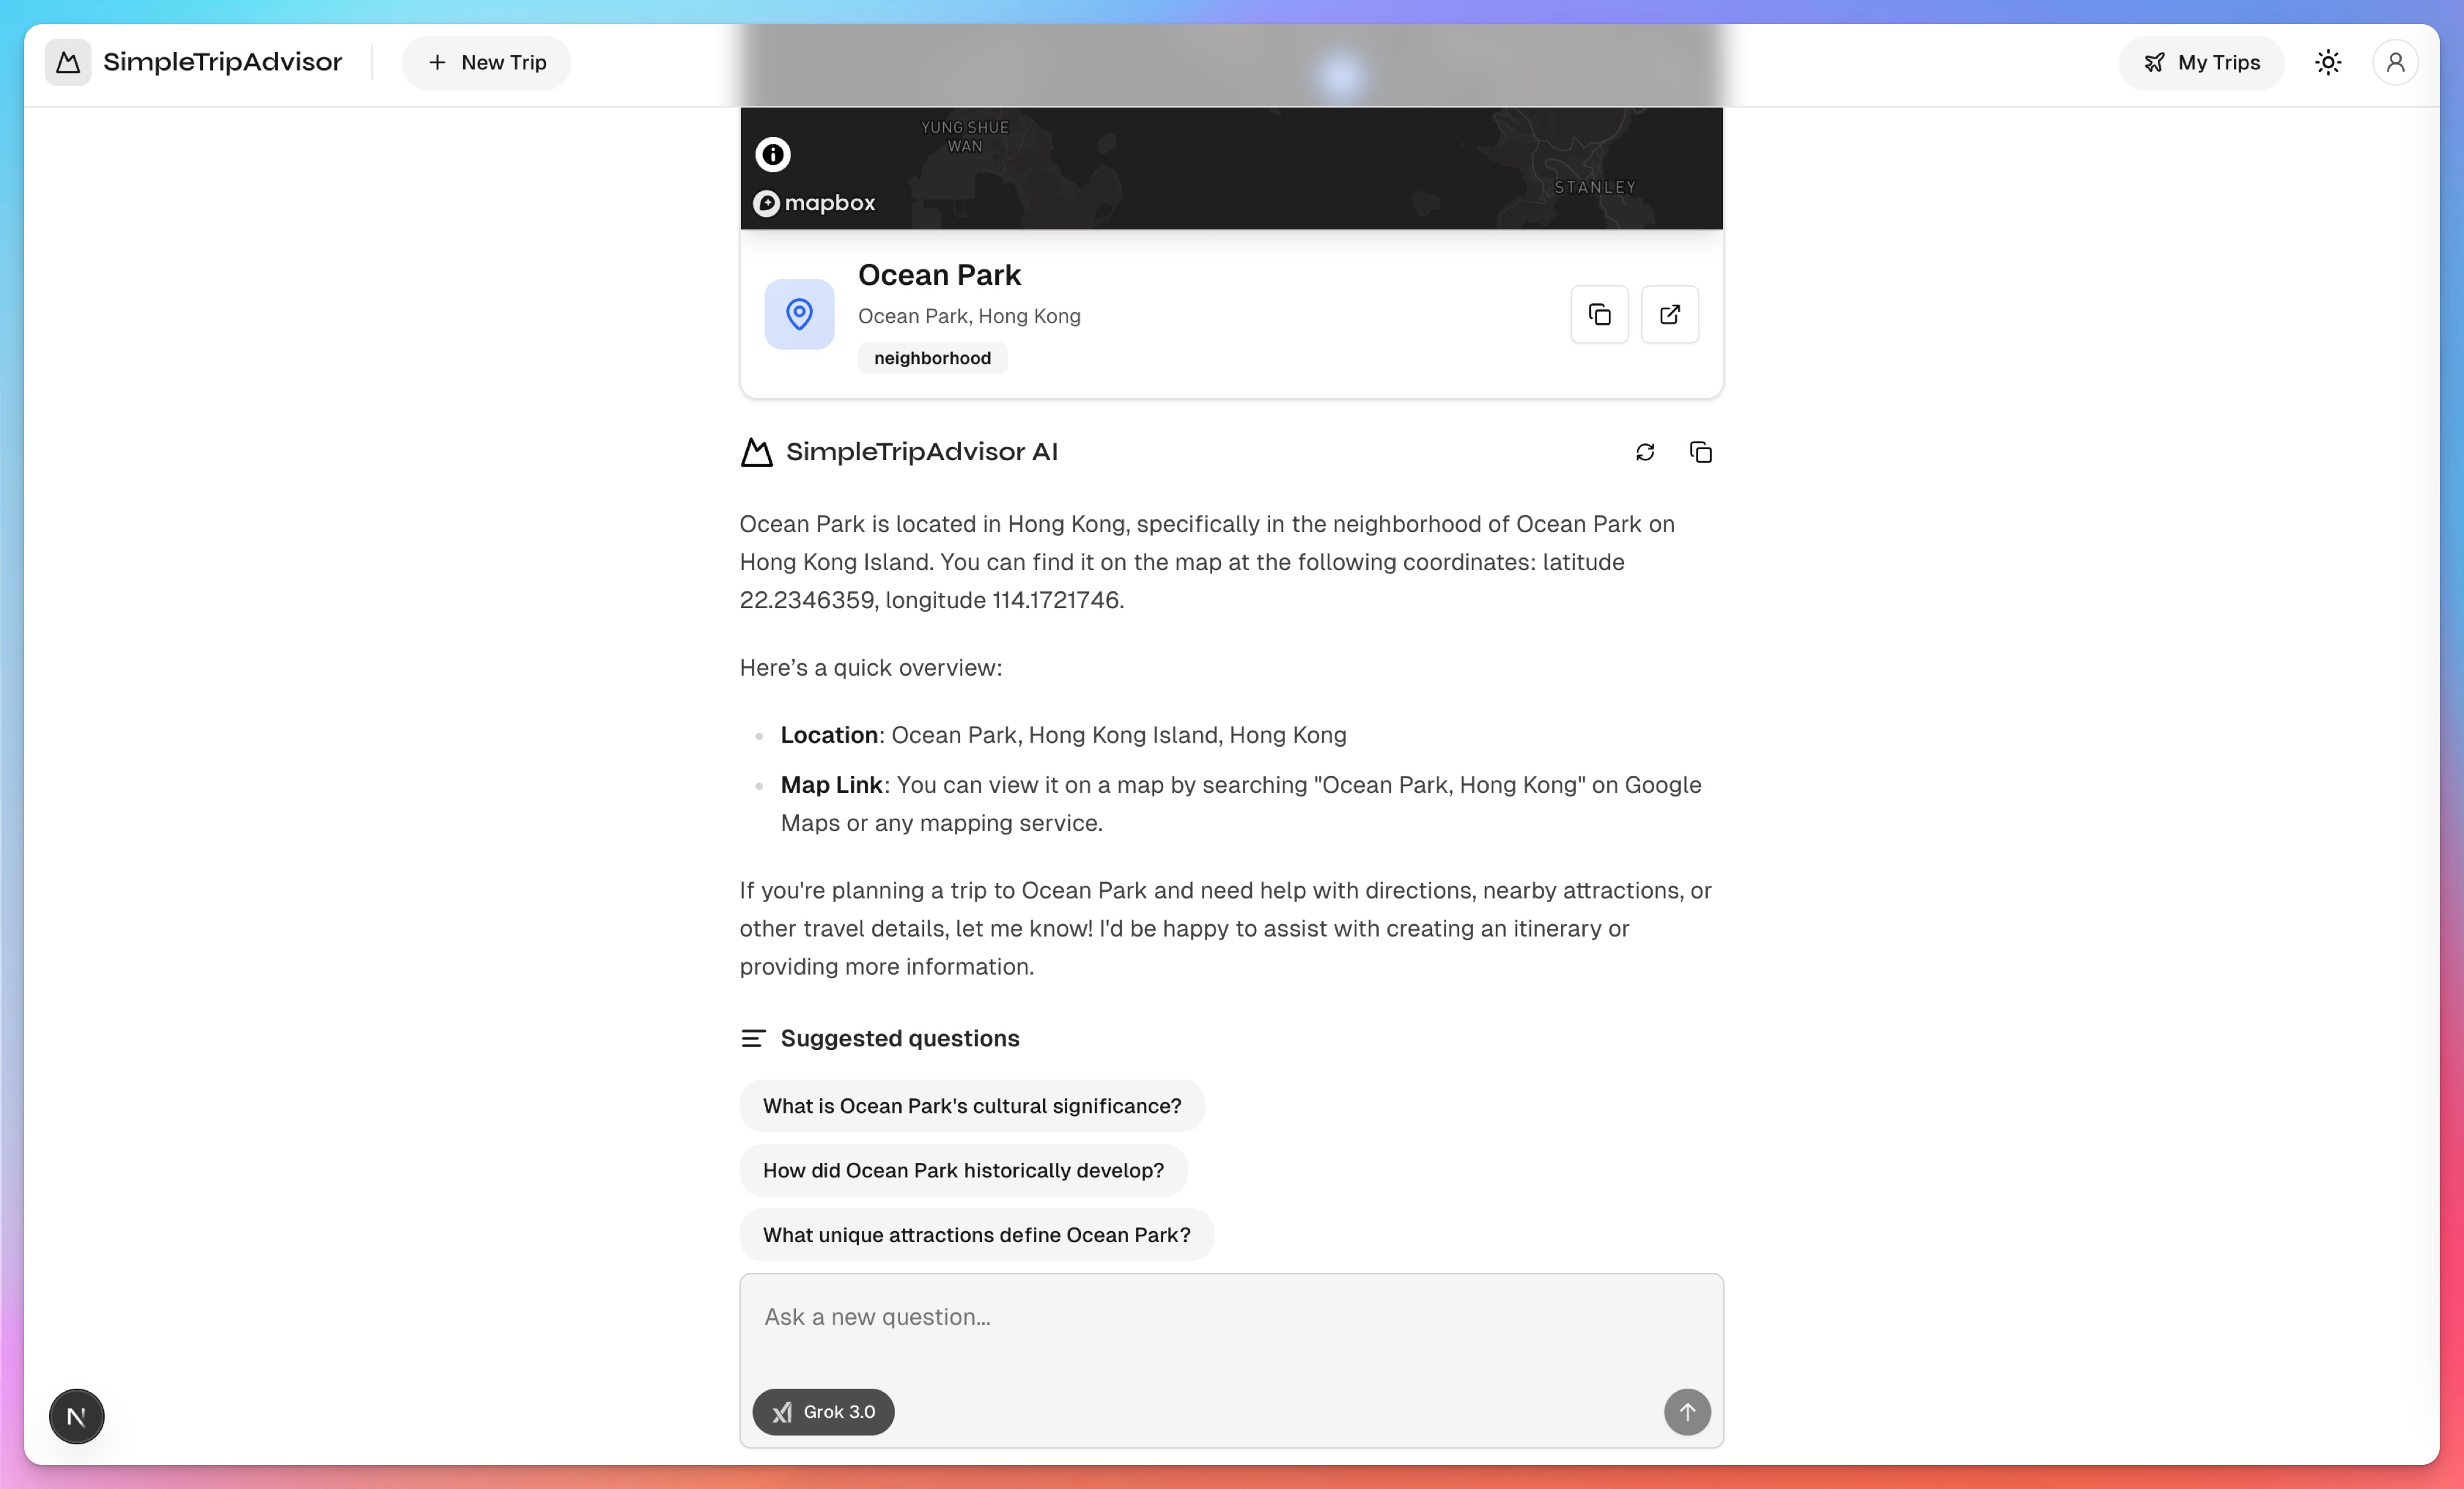 SimpleTripAdvisor
New Trip
My Trips
YUNG SHUE
WAN
STANLEY
mapbox
Ocean Park
Ocean Park, Hong Kong
neighborhood
SimpleTripAdvisor AI
Ocean Park is located in Hong Kong, specifically in the neighborhood of Ocean Park on
Hong Kong Island. You can find it on the map at the following coordinates: latitude
22.2346359, longitude 114.1721746.
Here’s a quick overview:
Location: Ocean Park, Hong Kong Island, Hong Kong
Map Link: You can view it on a map by searching "Ocean Park, Hong Kong" on Google
Maps or any mapping service.
If you're planning a trip to Ocean Park and need help with directions, nearby attractions, or
other travel details, let me know! I'd be happy to assist with creating an itinerary or
providing more information.
Suggested questions
What is Ocean Park's cultural significance?
How did Ocean Park historically develop?
What unique attractions define Ocean Park?
Ask a new question...
Grok 3.0
N